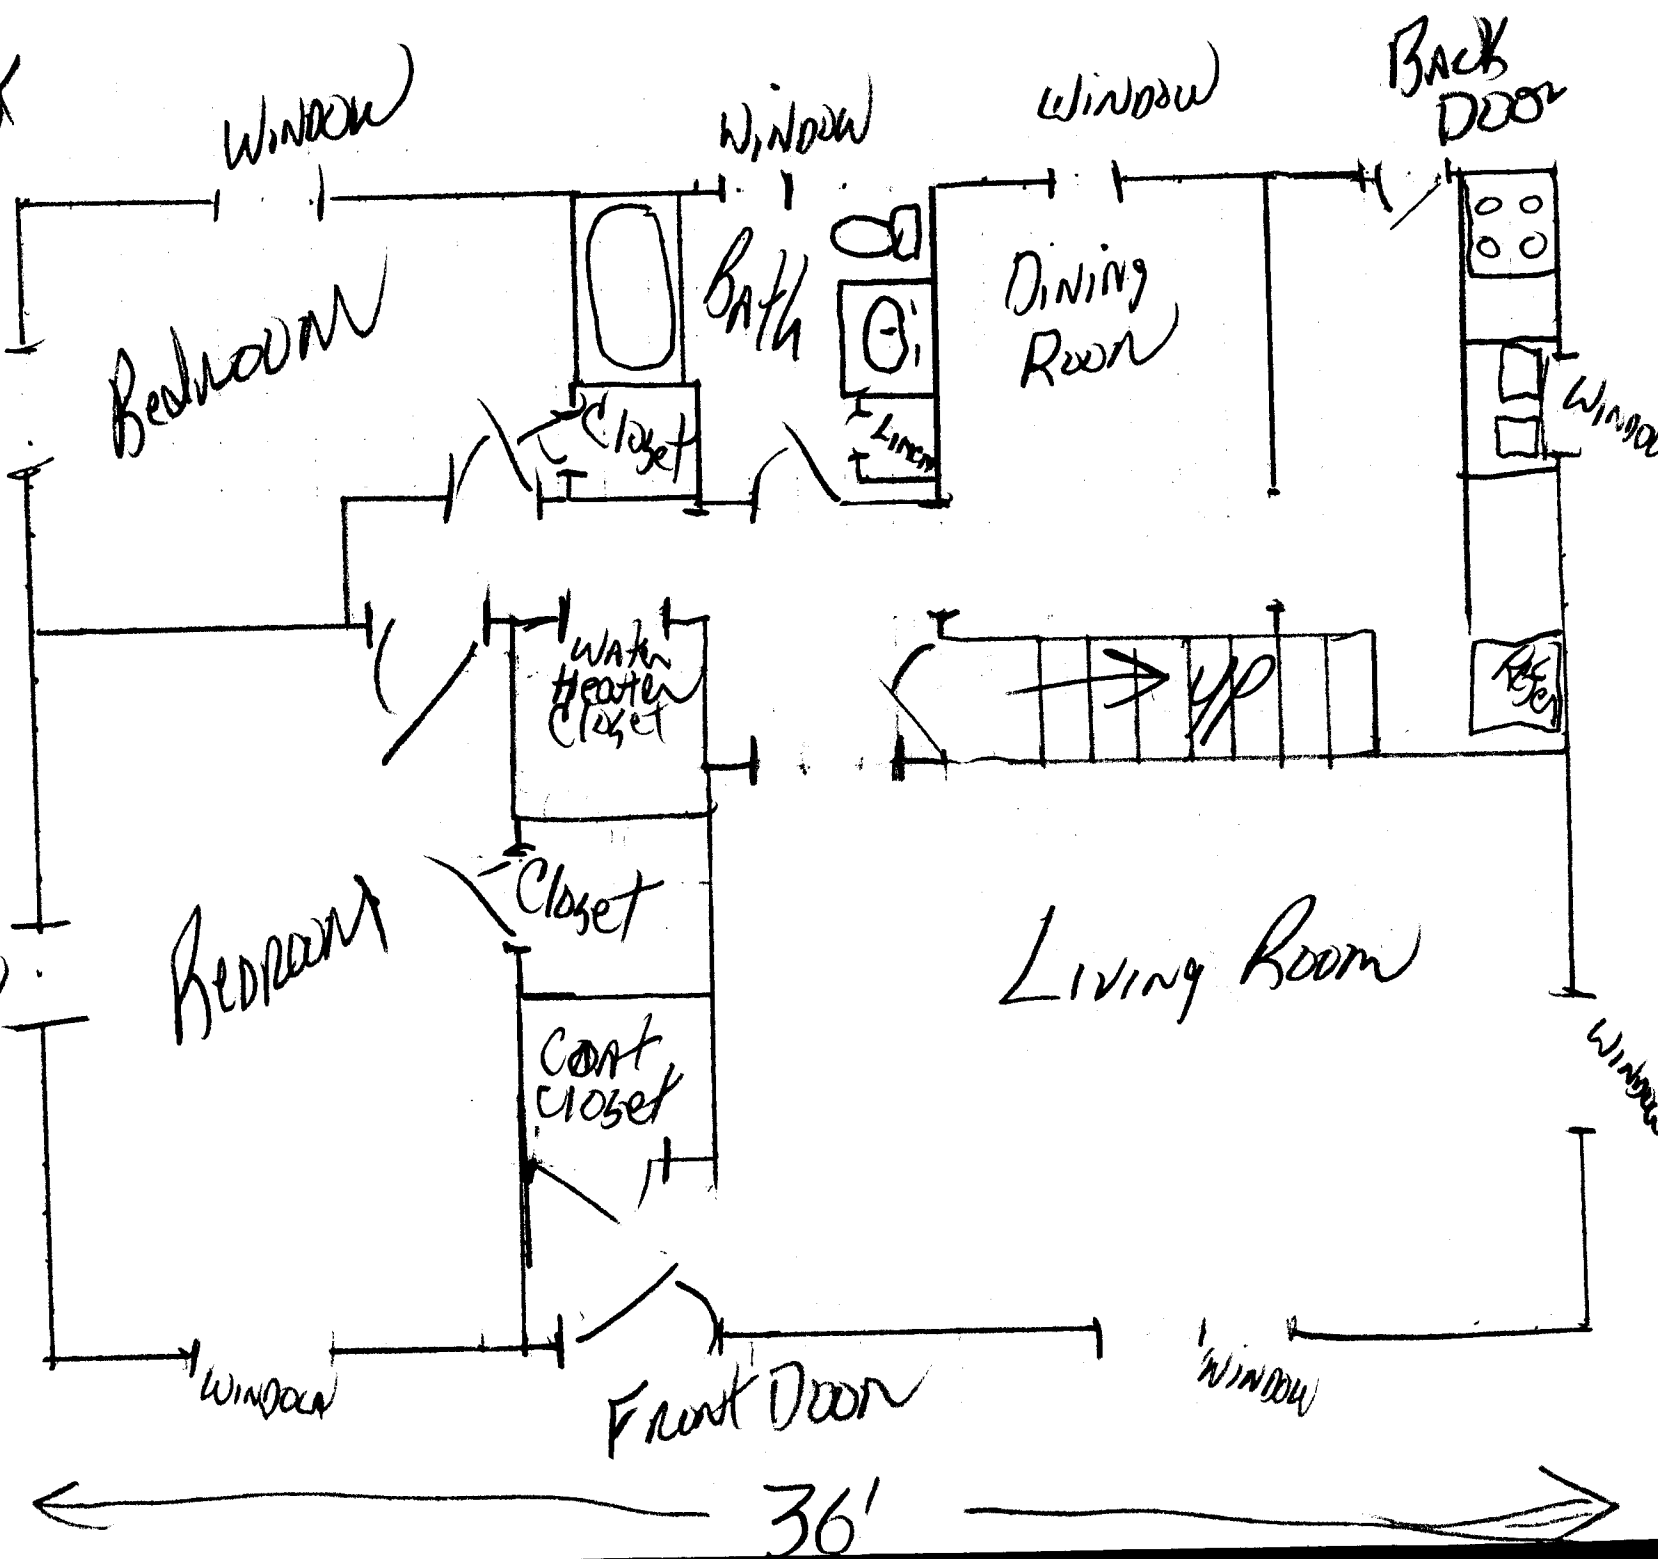 Window
Window
Window
Back
Door
Bedroom
Bath
Dining
Room
Window
Closet
Linen
Water
Heater
Closet
UP
REF
Closet
Bedroom
Living Room
Coat
Closet
Window
Window
Front Door
Window
36'